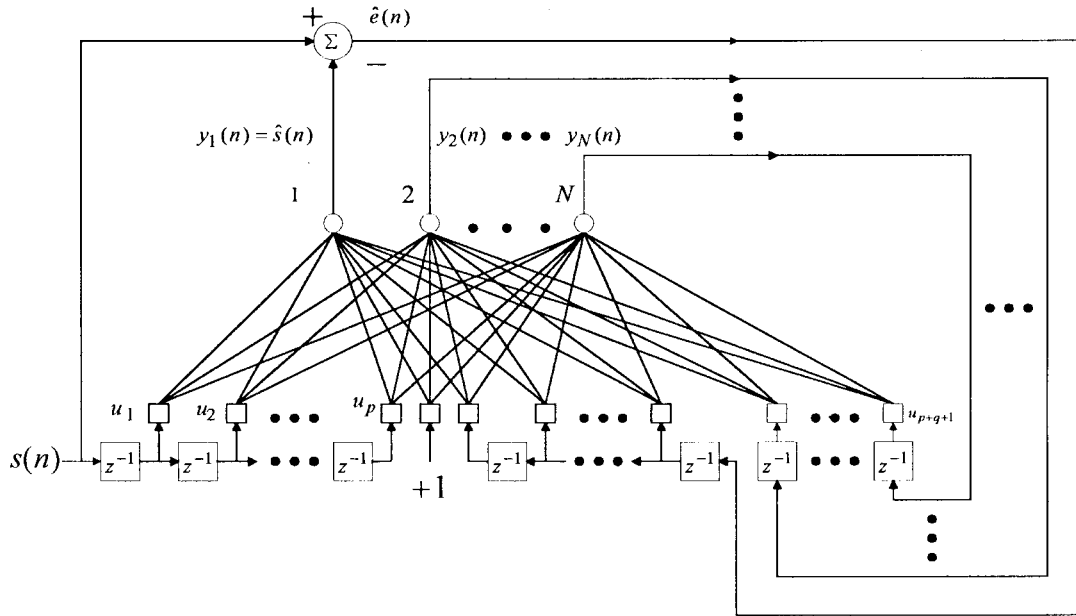 + ê(n)
Σ
−
y₁(n) = ŝ(n) y₂(n) ••• y_N(n)
1 2 N
u₁ u₂ ••• u_p ••• ••• u_{p+q+1}
s(n) z⁻¹ z⁻¹ ••• z⁻¹ z⁻¹ ••• z⁻¹ z⁻¹ ••• z⁻¹
+1